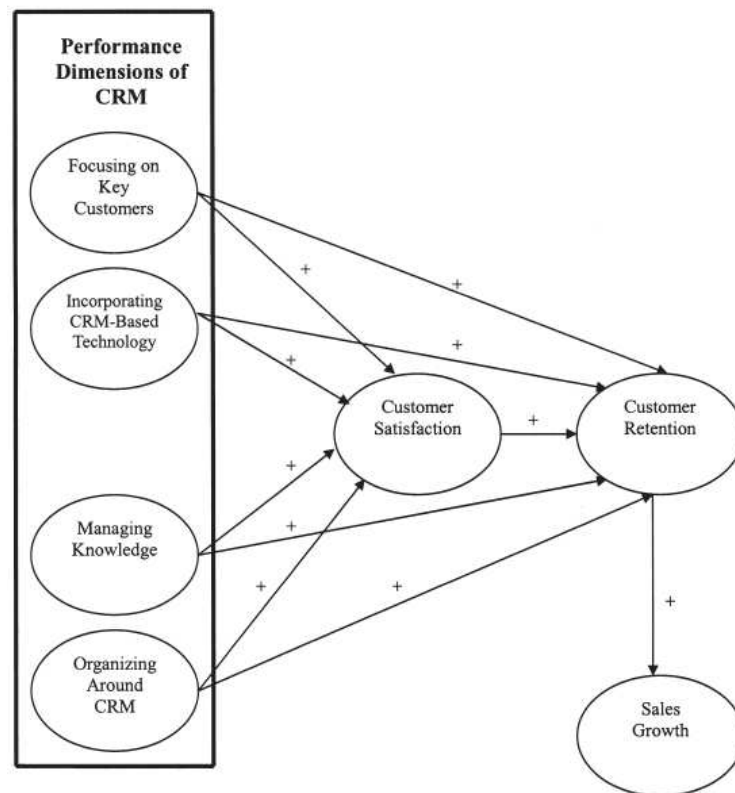 Performance
Dimensions of
CRM
Focusing on
Key
Customers
+
+
Incorporating
CRM-Based
Technology
+
+
Customer
Satisfaction
+
Customer
Retention
+
+
Managing
Knowledge
+
+
+
Organizing
Around
CRM
Sales
Growth